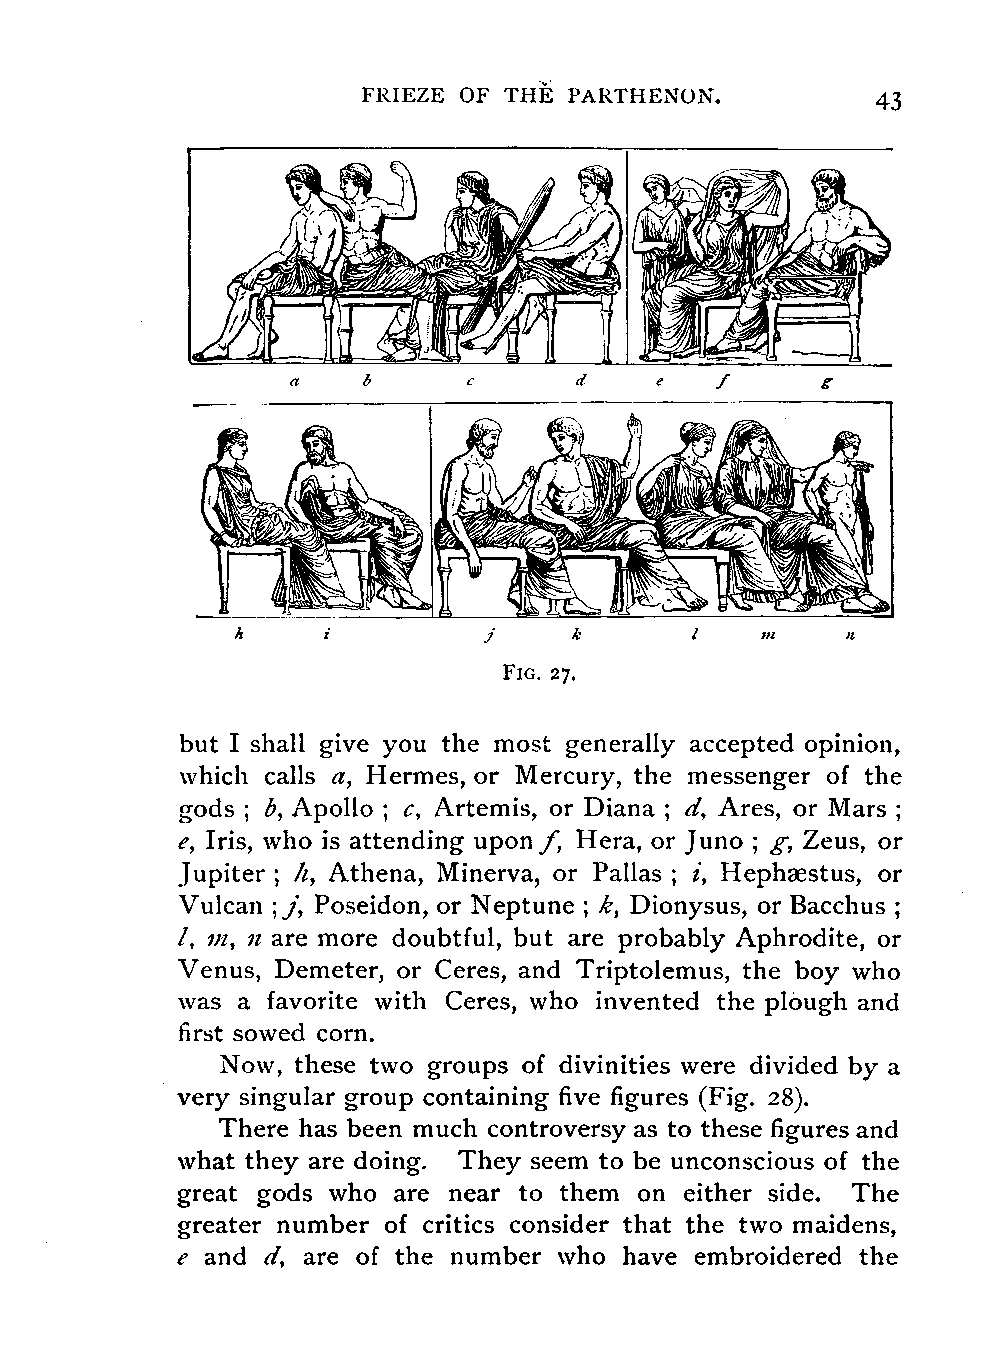 FRIEZE OF THE PARTHENON. 43
a b c d e f g
h i j k l m n
FIG. 27.
but I shall give you the most generally accepted opinion,
which calls a, Hermes, or Mercury, the messenger of the
gods ; b, Apollo ; c, Artemis, or Diana ; d, Ares, or Mars ;
e, Iris, who is attending upon f, Hera, or Juno ; g, Zeus, or
Jupiter ; h, Athena, Minerva, or Pallas ; i, Hephæstus, or
Vulcan ; j, Poseidon, or Neptune ; k, Dionysus, or Bacchus ;
l, m, n are more doubtful, but are probably Aphrodite, or
Venus, Demeter, or Ceres, and Triptolemus, the boy who
was a favorite with Ceres, who invented the plough and
first sowed corn.
Now, these two groups of divinities were divided by a
very singular group containing five figures (Fig. 28).
There has been much controversy as to these figures and
what they are doing. They seem to be unconscious of the
great gods who are near to them on either side. The
greater number of critics consider that the two maidens,
e and d, are of the number who have embroidered the